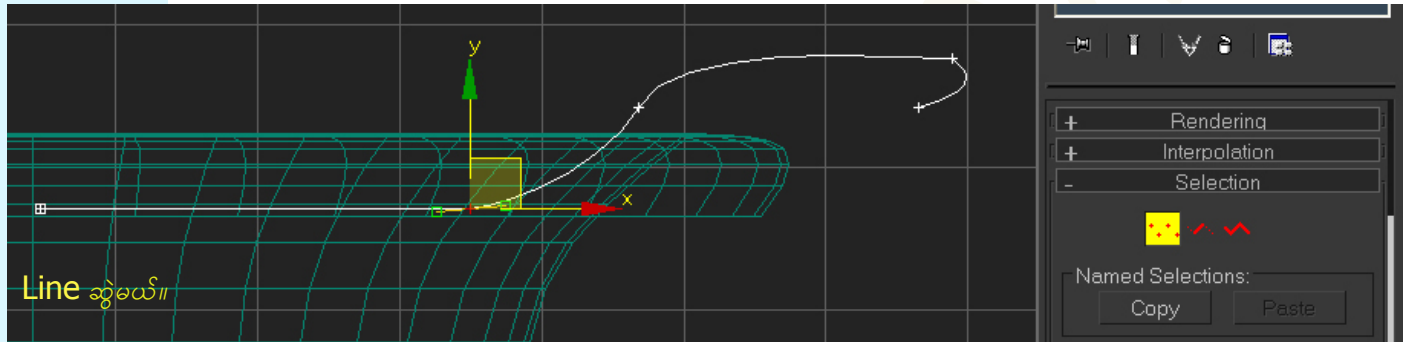 y
x
Line ဆွဲမယ်။
+ Rendering
+ Interpolation
- Selection
Named Selections:
Copy Paste